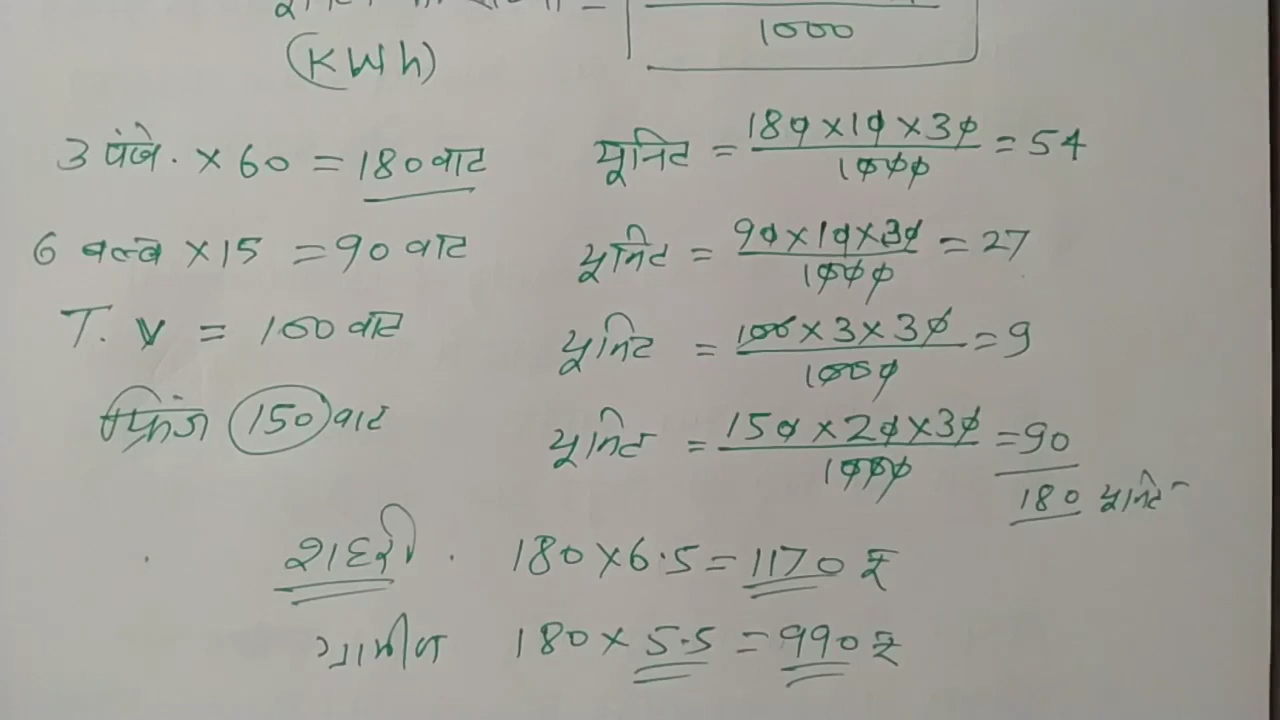 1000
(KWh)
3 पंखे. × 60 = 180 वाट यूनिट = 180×10×30 / 1000 = 54
6 बल्ब ×15 = 90 वाट यूनिट = 90×10×30 / 1000 = 27
T. V = 100 वाट यूनिट = 100×3×30 / 1000 = 9
फ्रिज 150 वाट यूनिट = 150×20×30 / 1000 = 90
180 यूनिट
शहरी . 180×6.5 = 1170 ₹
ग्रामीण 180× 5.5 = 990 ₹